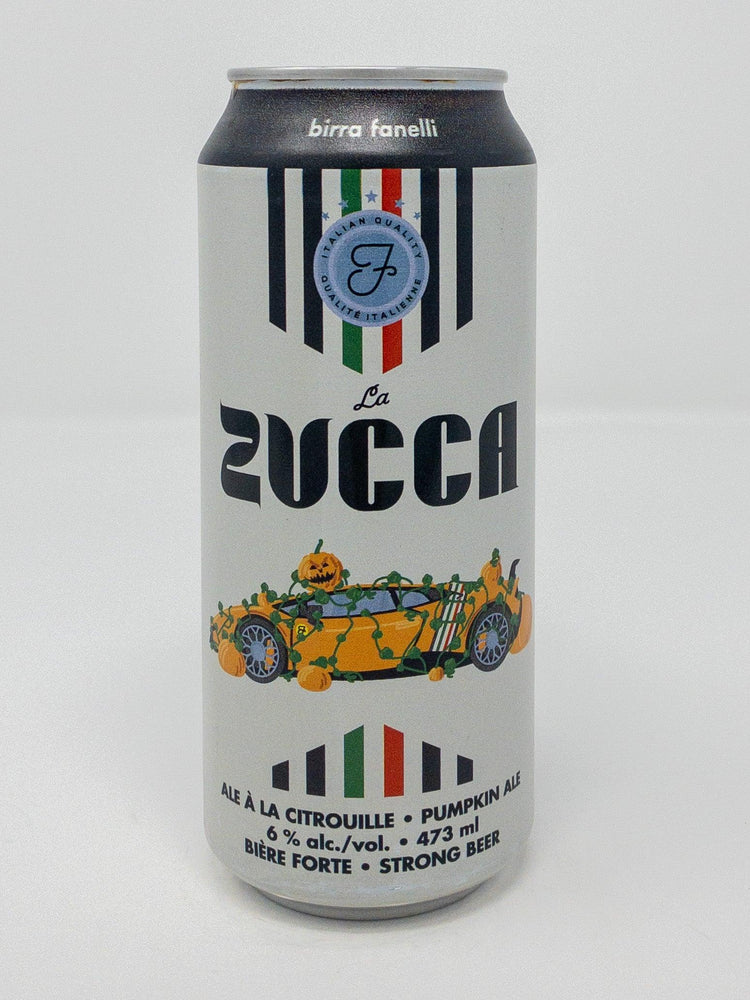 birra fanelli
ITALIAN QUALITY
F
QUALITÉ ITALIENNE
La
ZUCCA
ALE À LA CITROUILLE • PUMPKIN ALE
6 % alc./vol. • 473 ml
BIÈRE FORTE • STRONG BEER